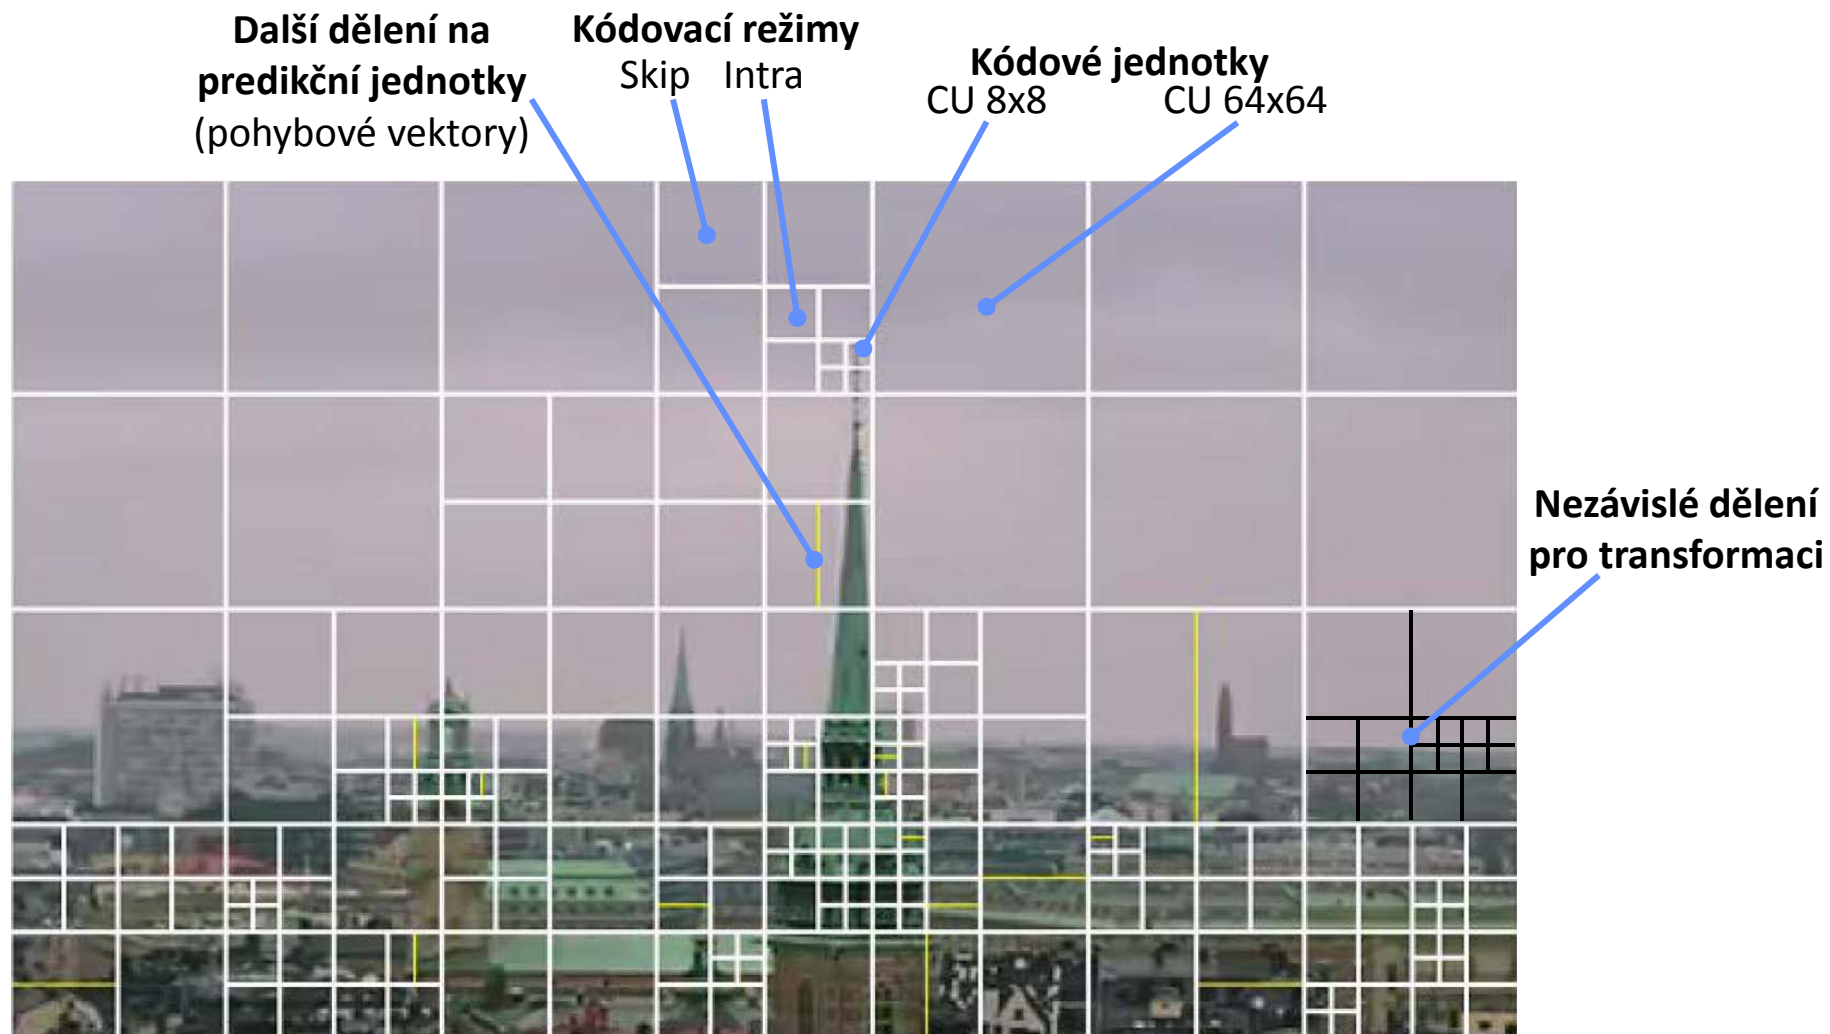 Další dělení na
predikční jednotky
(pohybové vektory)
Kódovací režimy
Skip Intra
Kódové jednotky
CU 8x8 CU 64x64
Nezávislé dělení
pro transformaci